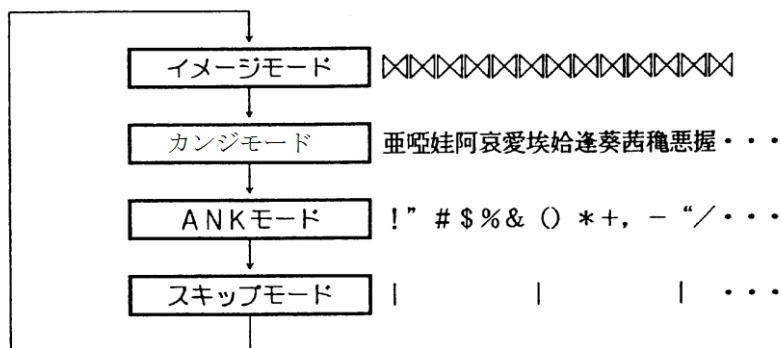 イメージモード
カンジモード 亜唖娃阿哀愛埃姶逢葵茜穐悪握・・・
ANKモード !”#$%&()*+,-“/・・・
スキップモード | | | ・・・